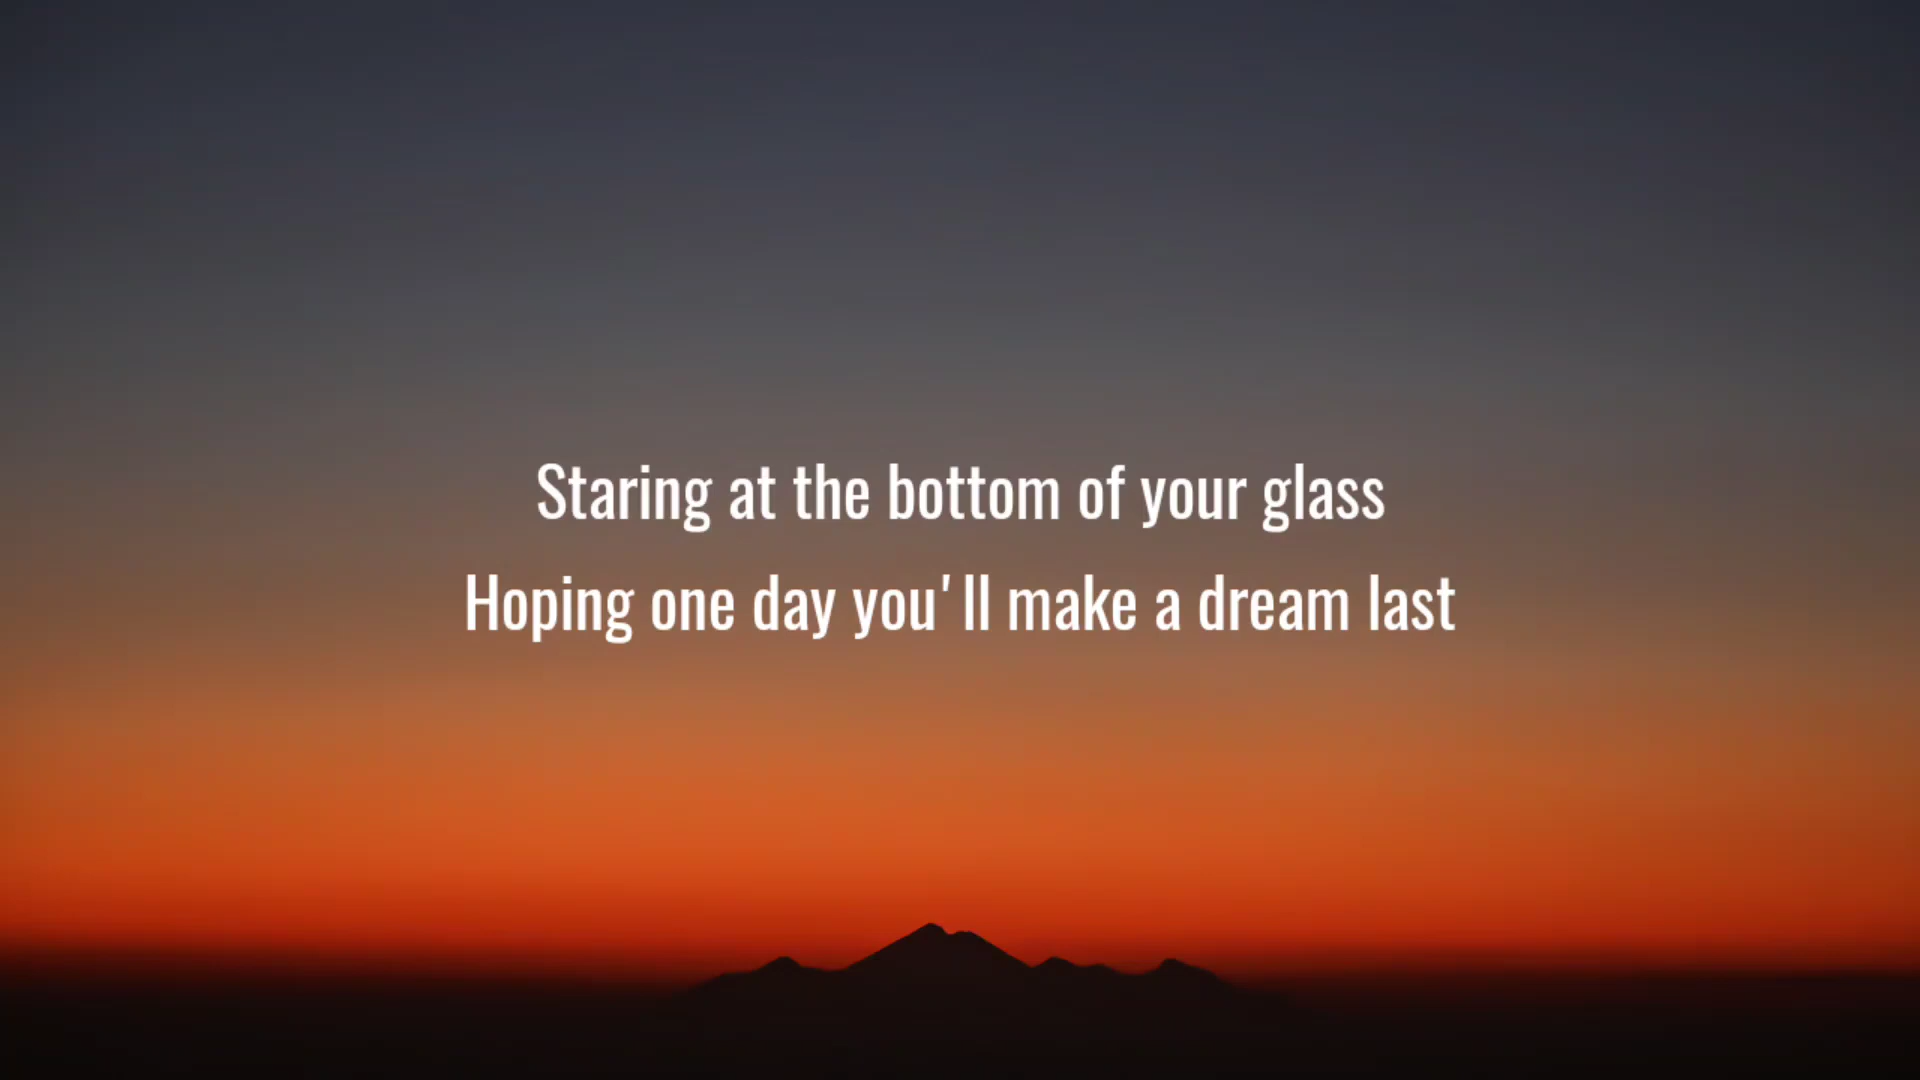 Staring at the bottom of your glass
Hoping one day you'll make a dream last